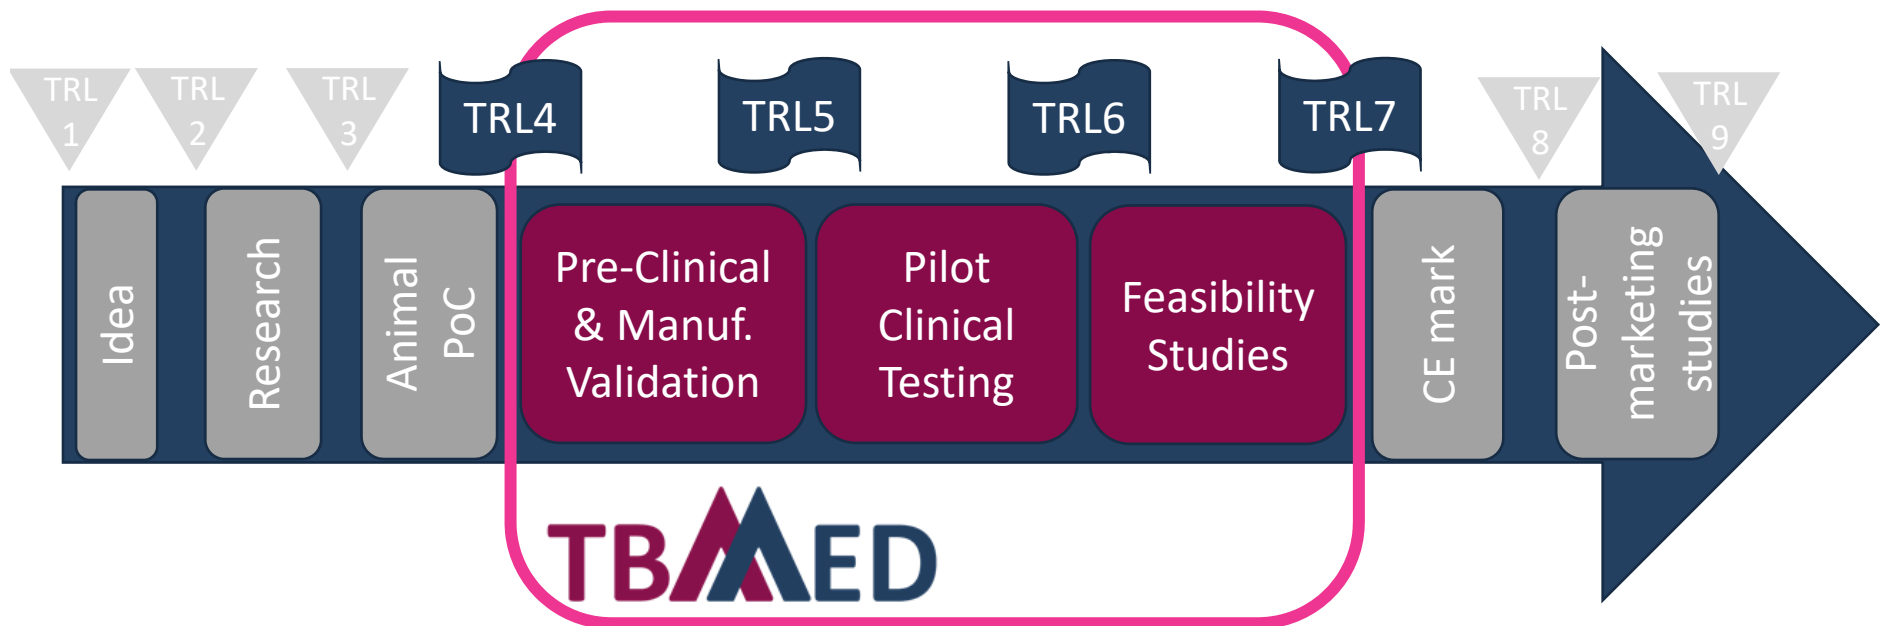 TRL
1
TRL
2
TRL
3
TRL4
TRL5
TRL6
TRL7
TRL
8
TRL
9
Idea
Research
Animal
PoC
Pre-Clinical
& Manuf.
Validation
Pilot
Clinical
Testing
Feasibility
Studies
CE mark
Post-
marketing
studies
TBMED